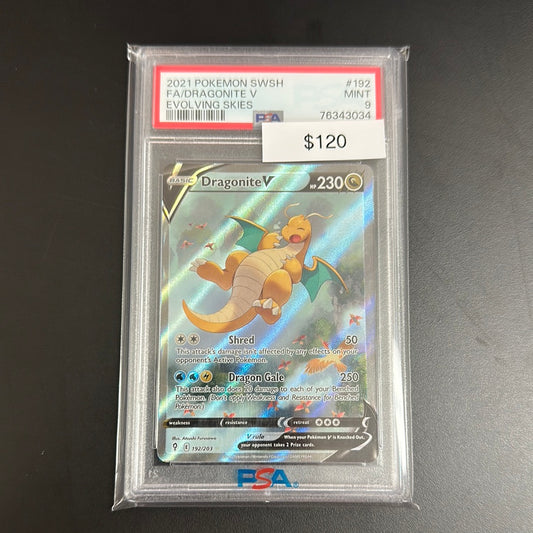 2021 POKEMON SWSH #192
FA/DRAGONITE V MINT
EVOLVING SKIES 9
76343034
PSA
$120
BASIC Dragonite V HP 230
Shred 50
This attack's damage isn't affected by any effects on your
opponent's Active Pokémon.
Dragon Gale 250
This attack also does 20 damage to each of your Benched
Pokémon. (Don't apply Weakness and Resistance for Benched
Pokémon.)
weakness resistance retreat
Illus. Atsushi Furusawa
V rule When your Pokémon V is Knocked Out,
your opponent takes 2 Prize cards.
192/203
PSA